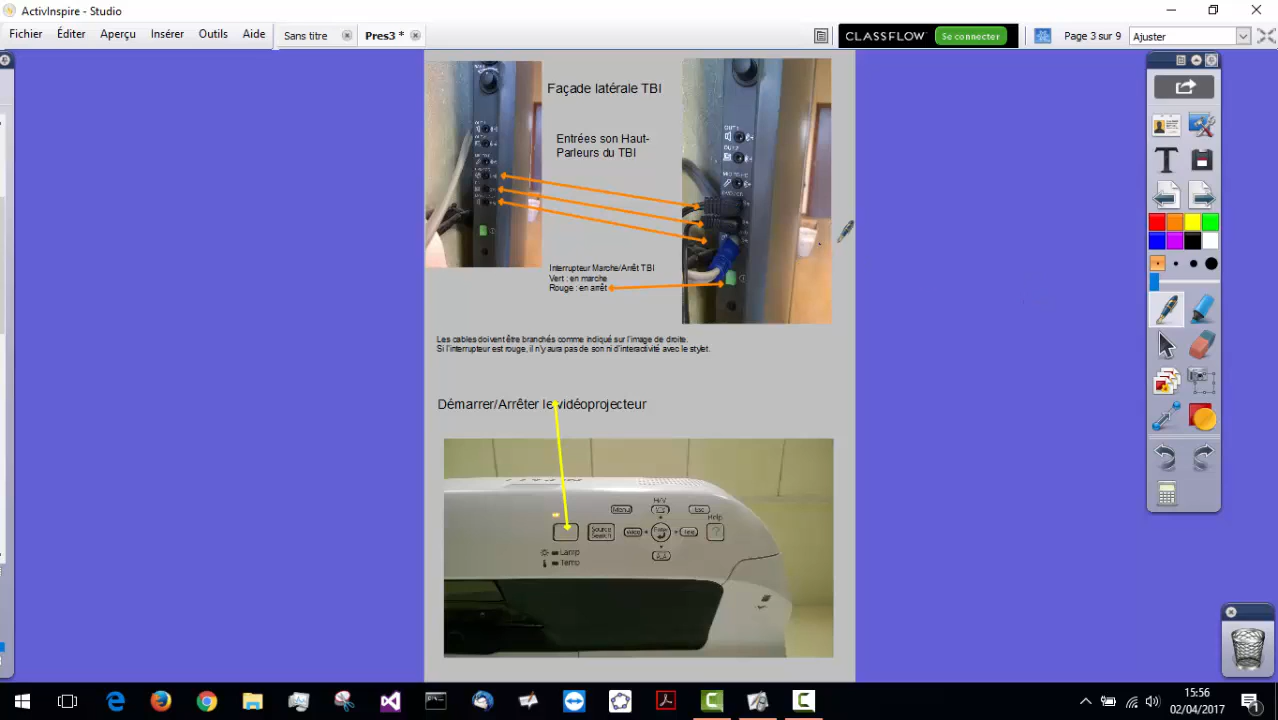 ActivInspire - Studio
Fichier Éditer Aperçu Insérer Outils Aide
Sans titre
Pres3 *
CLASSFLOW
Se connecter
Page 3 sur 9
Ajuster
Façade latérale TBI
Entrées son Haut-
Parleurs du TBI
Interrupteur Marche/Arrêt TBI
Vert : en marche
Rouge : en arrêt
Les cables doivent être branchés comme indiqué sur l'image de droite.
Si l'interrupteur est rouge, il n'y aura pas de son ni d'interactivité avec le stylet.
Démarrer/Arrêter le vidéoprojecteur
Menu
Esc
Help
Source
Search
Wide
Enter
Tele
?
Lamp
Temp
15:56
02/04/2017
1